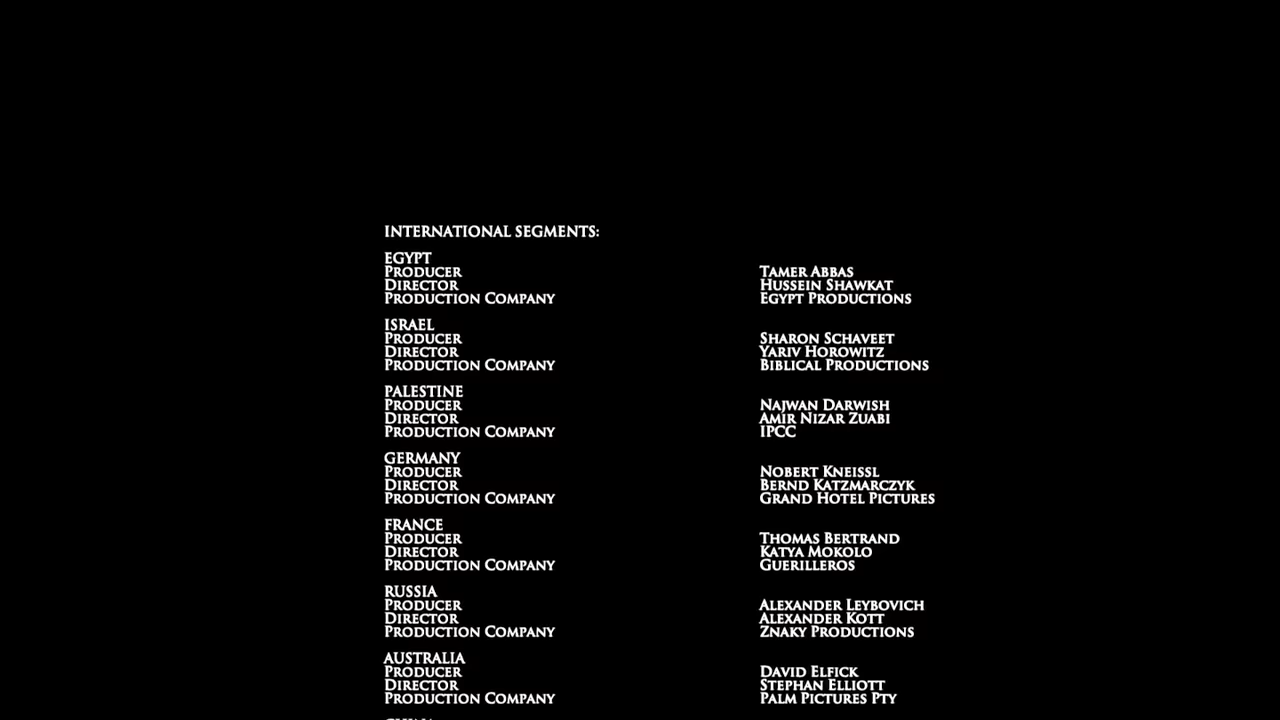 INTERNATIONAL SEGMENTS:
EGYPT
PRODUCER TAMER ABBAS
DIRECTOR HUSSEIN SHAWKAT
PRODUCTION COMPANY EGYPT PRODUCTIONS
ISRAEL
PRODUCER SHARON SCHAVEET
DIRECTOR YARIV HOROWITZ
PRODUCTION COMPANY BIBLICAL PRODUCTIONS
PALESTINE
PRODUCER NAJWAN DARWISH
DIRECTOR AMIR NIZAR ZUABI
PRODUCTION COMPANY IPCC
GERMANY
PRODUCER NOBERT KNEISSL
DIRECTOR BERND KATZMARCZYK
PRODUCTION COMPANY GRAND HOTEL PICTURES
FRANCE
PRODUCER THOMAS BERTRAND
DIRECTOR KATYA MOKOLO
PRODUCTION COMPANY GUERILLEROS
RUSSIA
PRODUCER ALEXANDER LEYBOVICH
DIRECTOR ALEXANDER KOTT
PRODUCTION COMPANY ZNAKY PRODUCTIONS
AUSTRALIA
PRODUCER DAVID ELFICK
DIRECTOR STEPHAN ELLIOTT
PRODUCTION COMPANY PALM PICTURES PTY